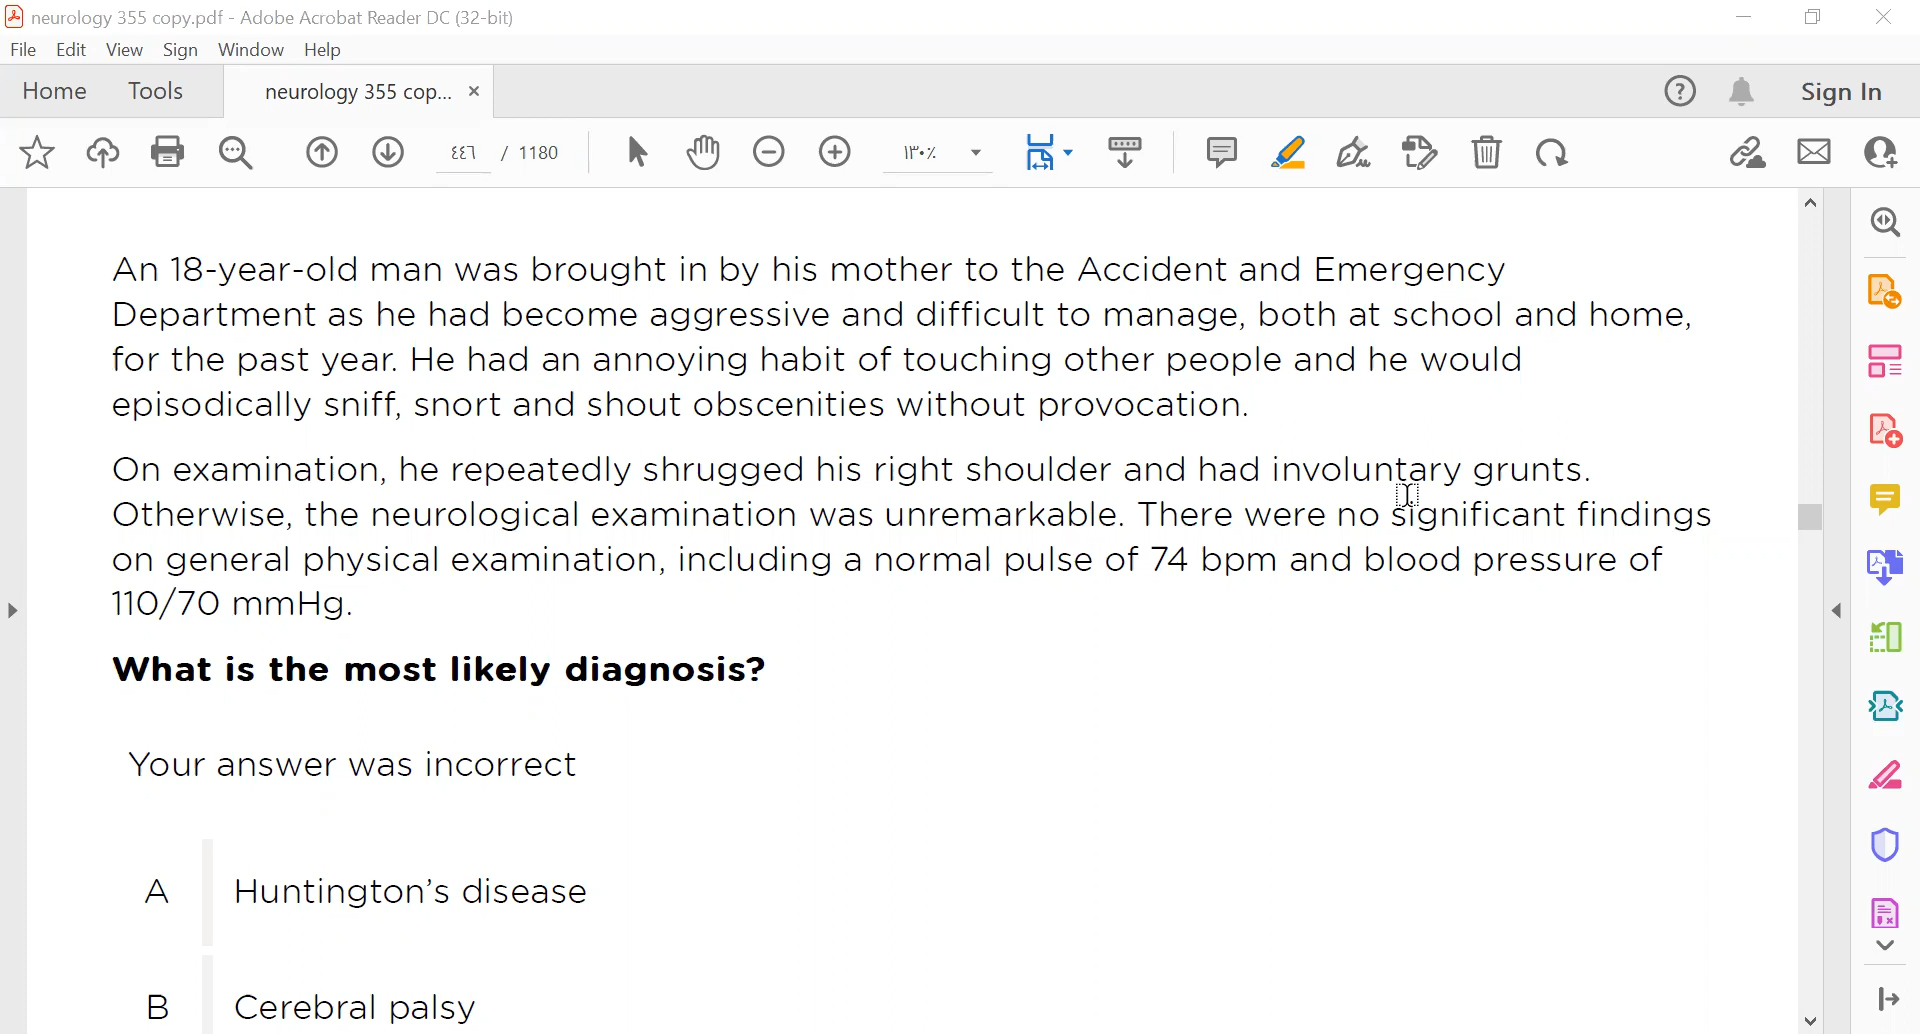 neurology 355 copy.pdf - Adobe Acrobat Reader DC (32-bit)
File Edit View Sign Window Help
Home Tools neurology 355 cop... × Sign In
٤٤٦ / 1180 ١٣٠٪
An 18-year-old man was brought in by his mother to the Accident and Emergency
Department as he had become aggressive and difficult to manage, both at school and home,
for the past year. He had an annoying habit of touching other people and he would
episodically sniff, snort and shout obscenities without provocation.
On examination, he repeatedly shrugged his right shoulder and had involuntary grunts.
Otherwise, the neurological examination was unremarkable. There were no significant findings
on general physical examination, including a normal pulse of 74 bpm and blood pressure of
110/70 mmHg.
What is the most likely diagnosis?
Your answer was incorrect
A Huntington's disease
B Cerebral palsy